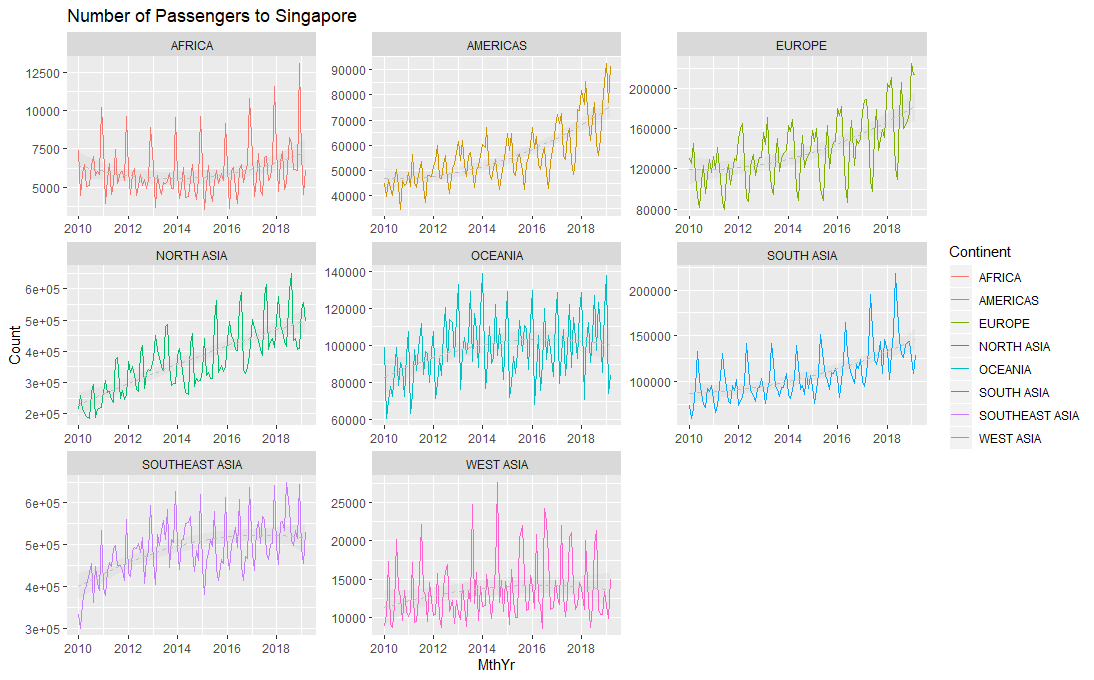 Number of Passengers to Singapore
AFRICA
AMERICAS
EUROPE
12500
10000
7500
5000
90000
80000
70000
60000
50000
40000
200000
160000
120000
80000
2010 2012 2014 2016 2018
2010 2012 2014 2016 2018
2010 2012 2014 2016 2018
NORTH ASIA
OCEANIA
SOUTH ASIA
Count
6e+05
5e+05
4e+05
3e+05
2e+05
140000
120000
100000
80000
60000
200000
150000
100000
2010 2012 2014 2016 2018
2010 2012 2014 2016 2018
2010 2012 2014 2016 2018
SOUTHEAST ASIA
WEST ASIA
6e+05
5e+05
4e+05
3e+05
25000
20000
15000
10000
2010 2012 2014 2016 2018
2010 2012 2014 2016 2018
MthYr
Continent
AFRICA
AMERICAS
EUROPE
NORTH ASIA
OCEANIA
SOUTH ASIA
SOUTHEAST ASIA
WEST ASIA